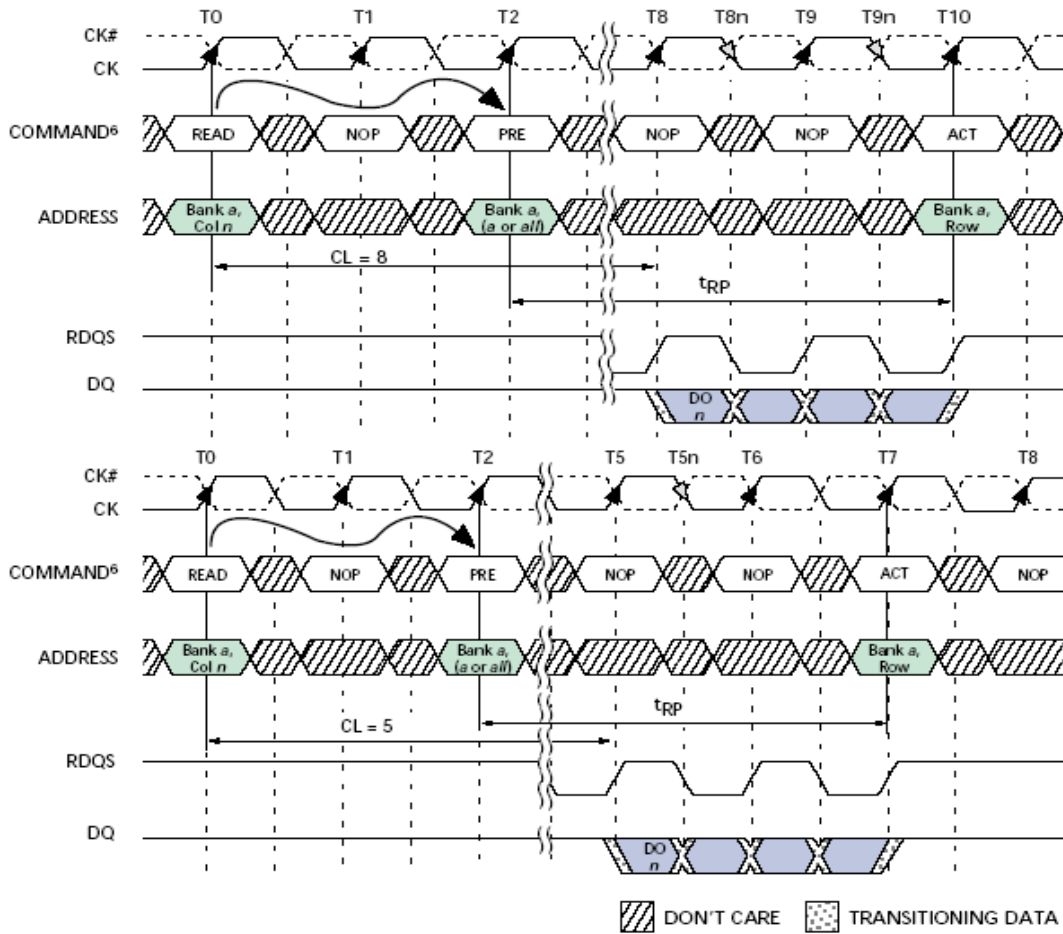 T0 T1 T2 T8 T8n T9 T9n T10
CK#
CK
COMMAND⁶ READ NOP PRE NOP NOP ACT
ADDRESS Bank a, Col n Bank a, (a or all) Bank a, Row
CL = 8
tRP
RDQS
DQ
DO n
T0 T1 T2 T5 T5n T6 T7 T8
CK#
CK
COMMAND⁶ READ NOP PRE NOP NOP ACT NOP
ADDRESS Bank a, Col n Bank a, (a or all) Bank a, Row
tRP
CL = 5
RDQS
DQ
DO n
DON'T CARE TRANSITIONING DATA